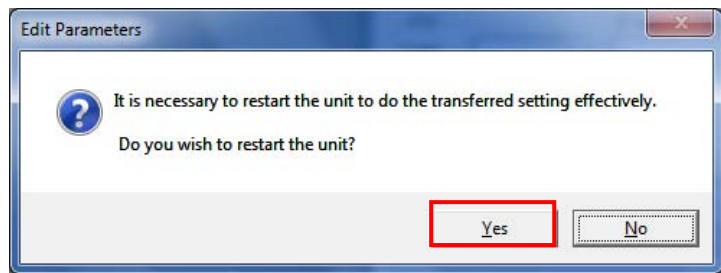 Edit Parameters
It is necessary to restart the unit to do the transferred setting effectively.
Do you wish to restart the unit?
Yes
No